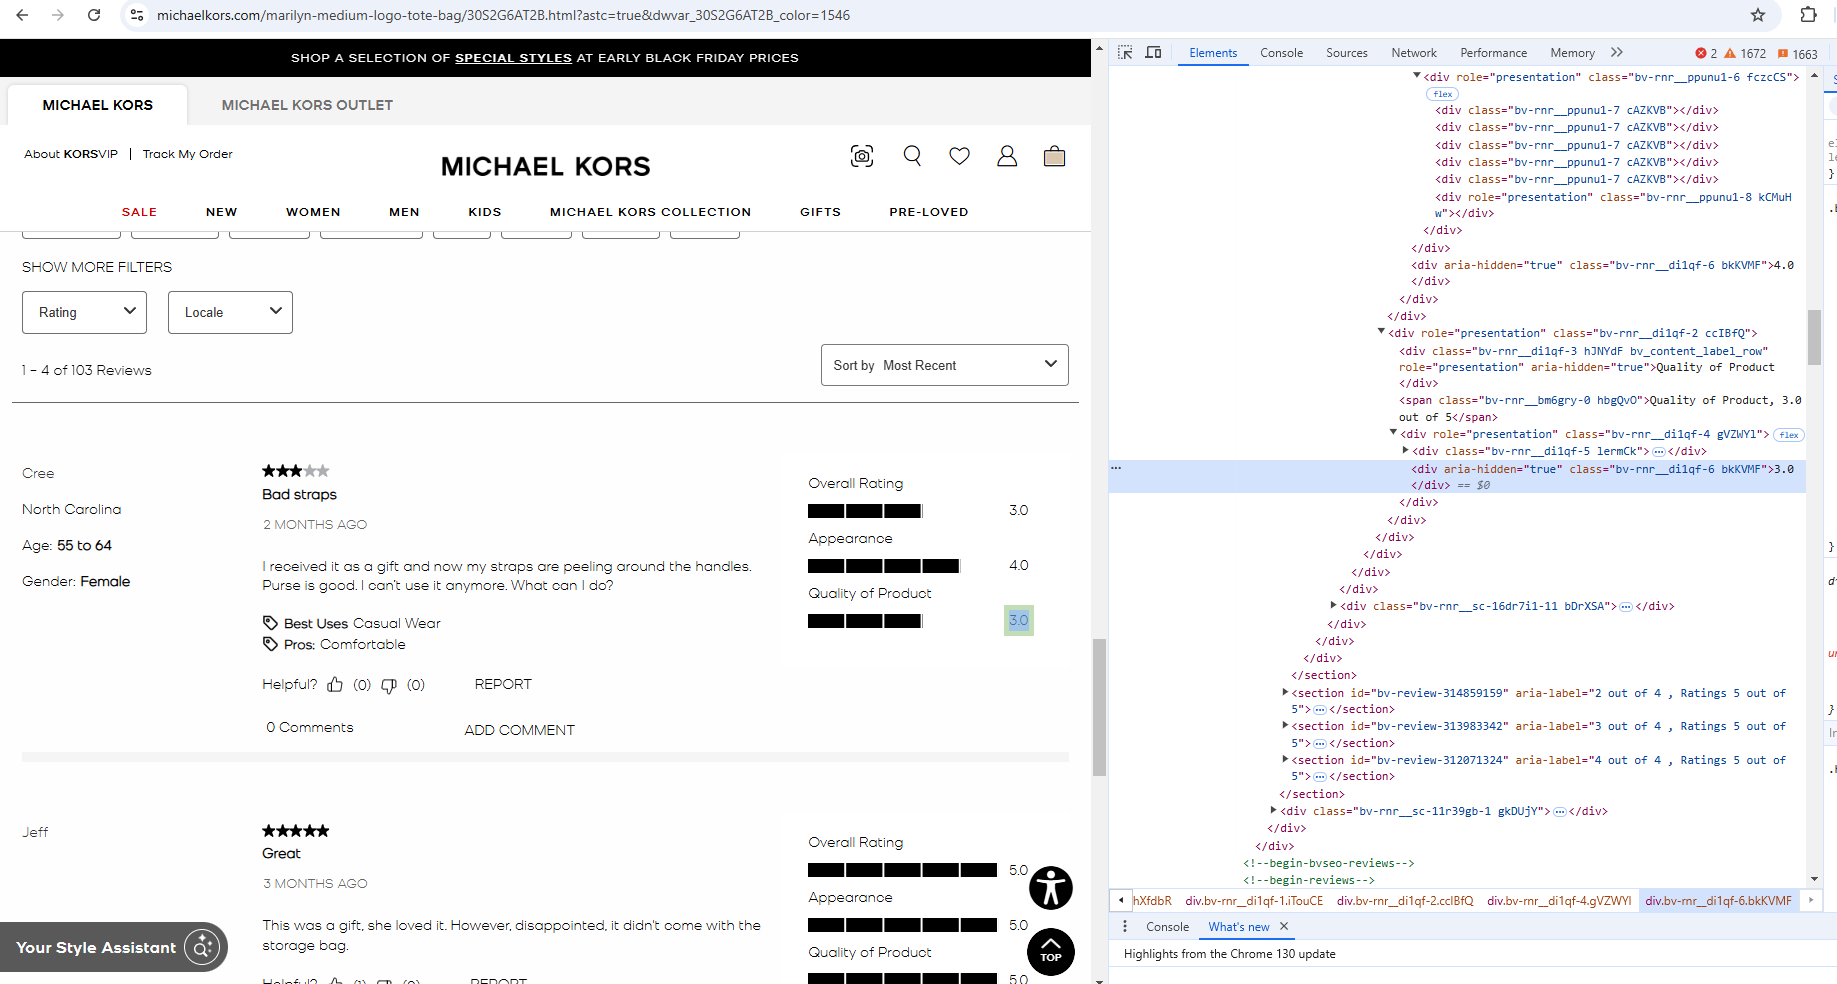 michaelkors.com/marilyn-medium-logo-tote-bag/30S2G6AT2B.html?astc=true&dwvar_30S2G6AT2B_color=1546
SHOP A SELECTION OF SPECIAL STYLES AT EARLY BLACK FRIDAY PRICES
MICHAEL KORS
MICHAEL KORS OUTLET
About KORSVIP | Track My Order
MICHAEL KORS
SALE NEW WOMEN MEN KIDS MICHAEL KORS COLLECTION GIFTS PRE-LOVED
SHOW MORE FILTERS
Rating
Locale
1 – 4 of 103 Reviews
Sort by Most Recent
Cree
North Carolina
Age: 55 to 64
Gender: Female
Bad straps
2 MONTHS AGO
I received it as a gift and now my straps are peeling around the handles.
Purse is good. I can't use it anymore. What can I do?
Best Uses Casual Wear
Pros: Comfortable
Helpful? (0) (0) REPORT
0 Comments ADD COMMENT
Overall Rating
3.0
Appearance
4.0
Quality of Product
3.0
Jeff
Great
3 MONTHS AGO
This was a gift, she loved it. However, disappointed, it didn't come with the
storage bag.
Helpful? (1) (0) REPORT
Overall Rating
5.0
Appearance
5.0
Quality of Product
5.0
TOP
Your Style Assistant
Elements Console Sources Network Performance Memory 2 1672 1663
<div role="presentation" class="bv-rnr__ppunu1-6 fczcCS">
flex
<div class="bv-rnr__ppunu1-7 cAZKVB"></div>
<div class="bv-rnr__ppunu1-7 cAZKVB"></div>
<div class="bv-rnr__ppunu1-7 cAZKVB"></div>
<div class="bv-rnr__ppunu1-7 cAZKVB"></div>
<div class="bv-rnr__ppunu1-7 cAZKVB"></div>
<div role="presentation" class="bv-rnr__ppunu1-8 kCMuH
w"></div>
</div>
</div>
<div aria-hidden="true" class="bv-rnr__di1qf-6 bkKVMF">4.0
</div>
</div>
</div>
<div role="presentation" class="bv-rnr__di1qf-2 ccIBfQ">
<div class="bv-rnr__di1qf-3 hJNYdF bv_content_label_row"
role="presentation" aria-hidden="true">Quality of Product
</div>
<span class="bv-rnr__bm6gry-0 hbgQvO">Quality of Product, 3.0
out of 5</span>
<div role="presentation" class="bv-rnr__di1qf-4 gVZWYl"> flex
<div class="bv-rnr__di1qf-5 lermCk">…</div>
<div aria-hidden="true" class="bv-rnr__di1qf-6 bkKVMF">3.0
</div> == $0
</div>
</div>
</div>
</div>
</div>
</div>
<div class="bv-rnr__sc-16dr7i1-11 bDrXSA">…</div>
</div>
</div>
</div>
</section>
<section id="bv-review-314859159" aria-label="2 out of 4 , Ratings 5 out of
5">…</section>
<section id="bv-review-313983342" aria-label="3 out of 4 , Ratings 5 out of
5">…</section>
<section id="bv-review-312071324" aria-label="4 out of 4 , Ratings 5 out of
5">…</section>
</section>
<div class="bv-rnr__sc-11r39gb-1 gkDUjY">…</div>
</div>
</div>
<!--begin-bvseo-reviews-->
<!--begin-reviews-->
hXfdbR div.bv-rnr__di1qf-1.iTouCE div.bv-rnr__di1qf-2.ccIBfQ div.bv-rnr__di1qf-4.gVZWYl div.bv-rnr__di1qf-6.bkKVMF
Console What's new
Highlights from the Chrome 130 update